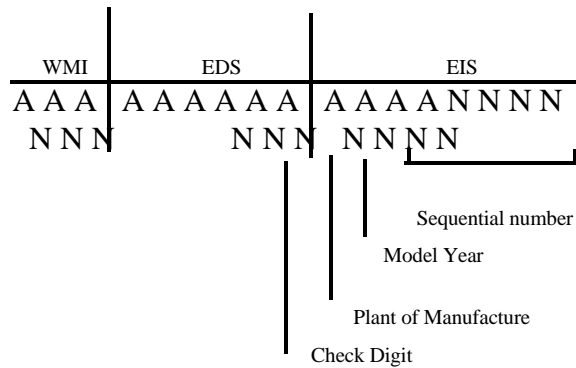 WMI EDS EIS
A A A A A A A A A A A A A N N N N
N N N N N N N N N N
Sequential number
Model Year
Plant of Manufacture
Check Digit